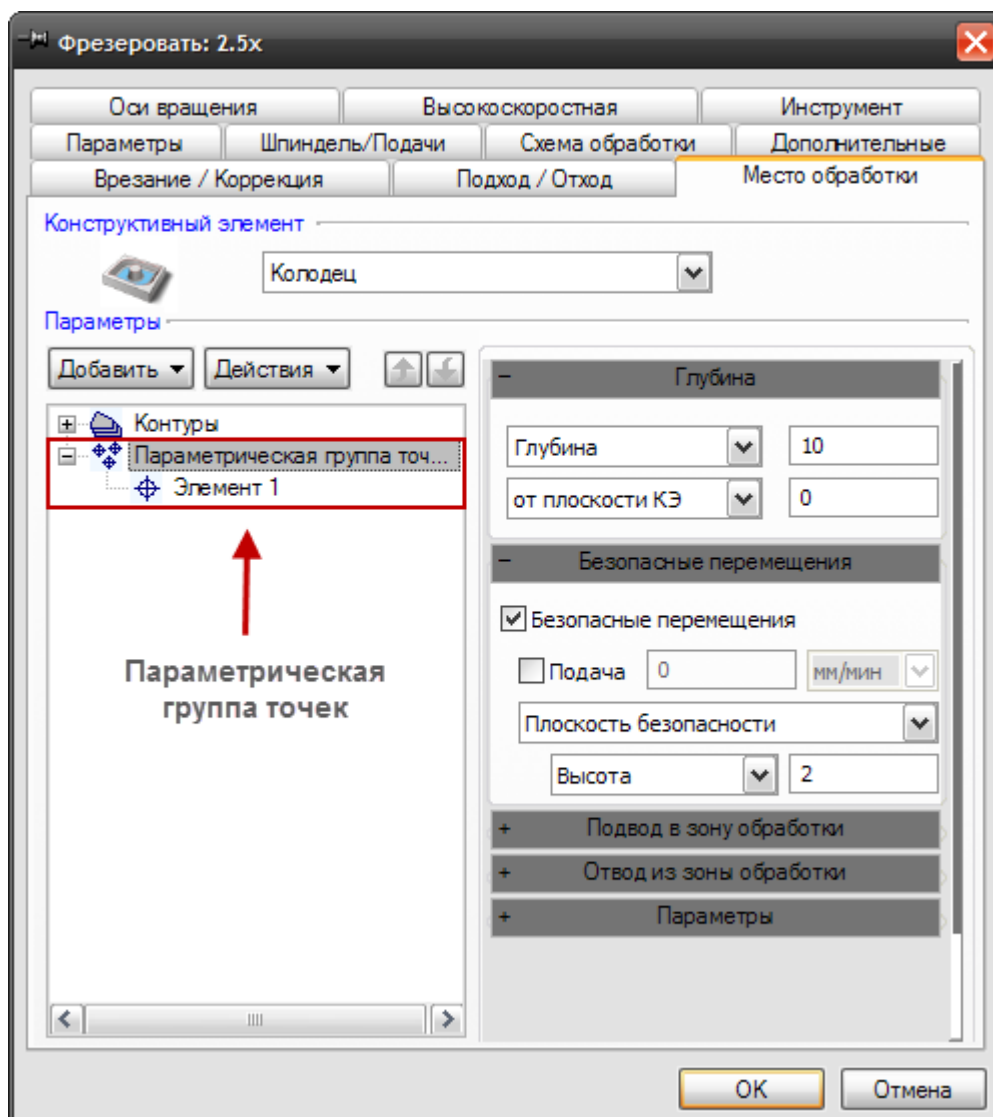 Фрезеровать: 2.5x
Оси вращения Высокоскоростная Инструмент
Параметры Шпиндель/Подачи Схема обработки Дополнительные
Врезание / Коррекция Подход / Отход Место обработки
Конструктивный элемент
Колодец
Параметры
Добавить Действия
Контуры
Параметрическая группа точ...
Элемент 1
Параметрическая
группа точек
- Глубина
Глубина 10
от плоскости КЭ 0
- Безопасные перемещения
Безопасные перемещения
Подача 0 мм/мин
Плоскость безопасности
Высота 2
+ Подвод в зону обработки
+ Отвод из зоны обработки
+ Параметры
OK Отмена